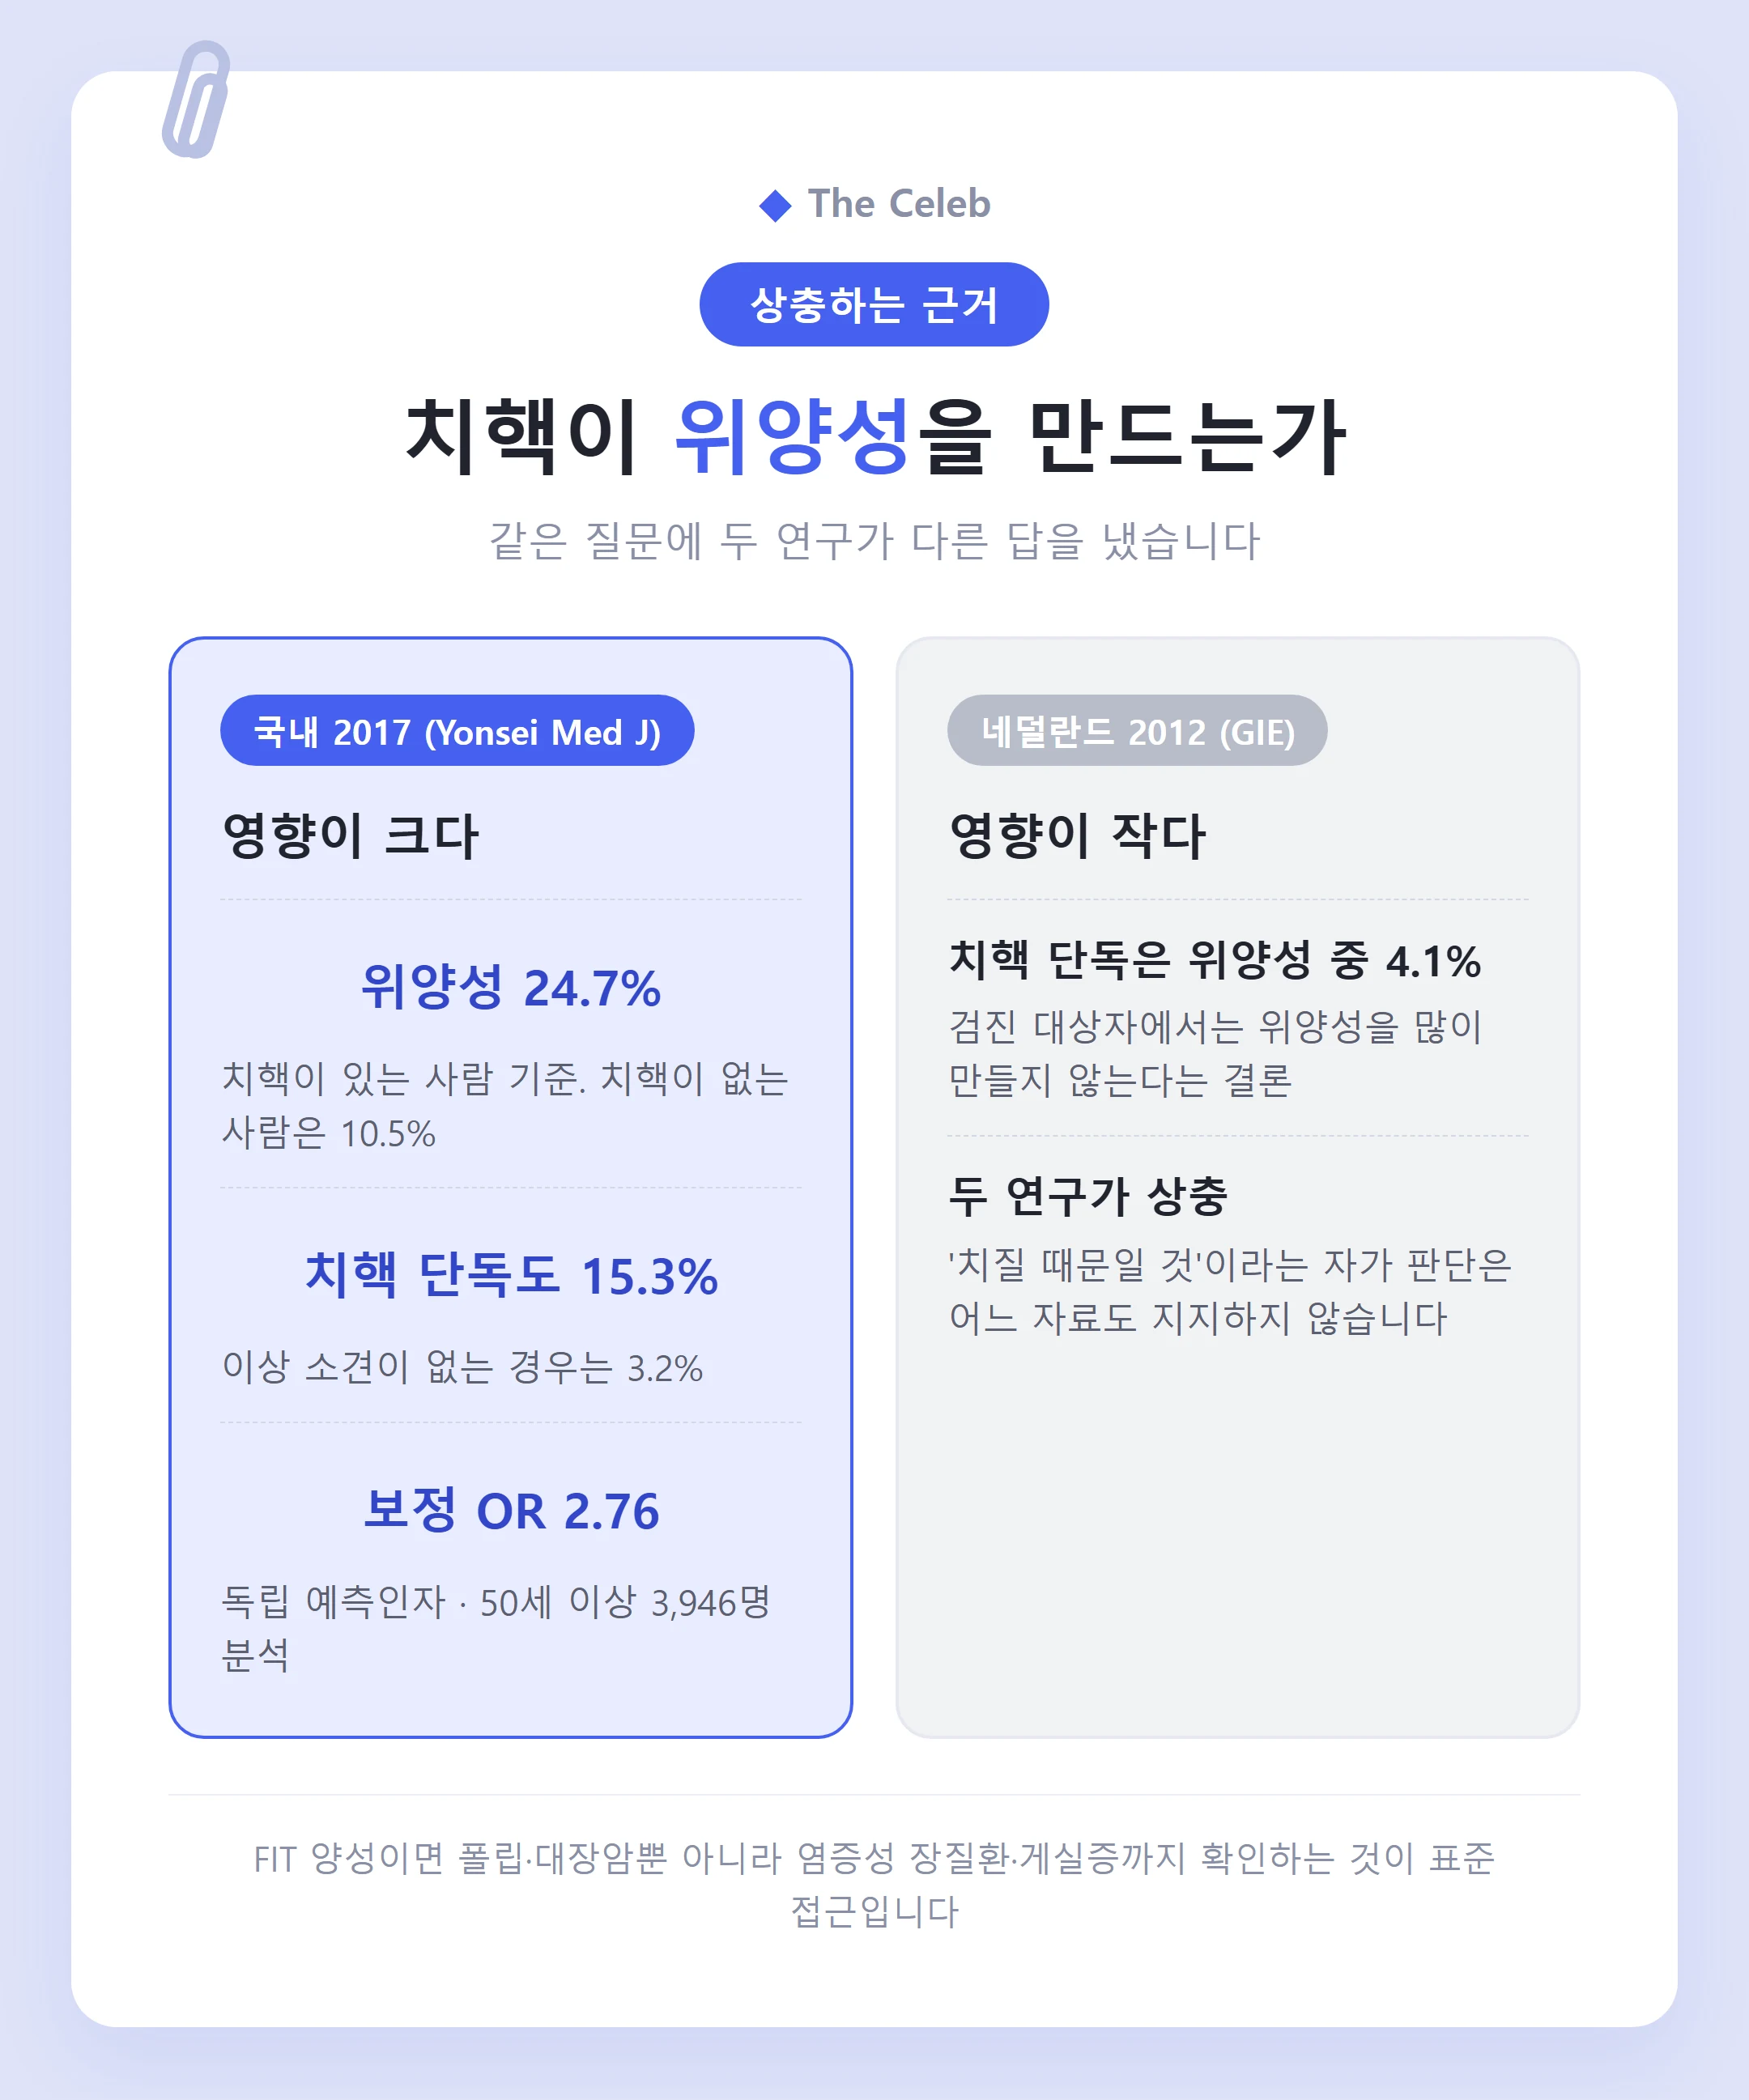 The Celeb
상충하는 근거
치핵이 위양성을 만드는가
같은 질문에 두 연구가 다른 답을 냈습니다
국내 2017 (Yonsei Med J)
영향이 크다
위양성 24.7%
치핵이 있는 사람 기준. 치핵이 없는
사람은 10.5%
치핵 단독도 15.3%
이상 소견이 없는 경우는 3.2%
보정 OR 2.76
독립 예측인자 · 50세 이상 3,946명
분석
네덜란드 2012 (GIE)
영향이 작다
치핵 단독은 위양성 중 4.1%
검진 대상자에서는 위양성을 많이
만들지 않는다는 결론
두 연구가 상충
'치질 때문일 것'이라는 자가 판단은
어느 자료도 지지하지 않습니다
FIT 양성이면 폴립·대장암뿐 아니라 염증성 장질환·게실증까지 확인하는 것이 표준
접근입니다